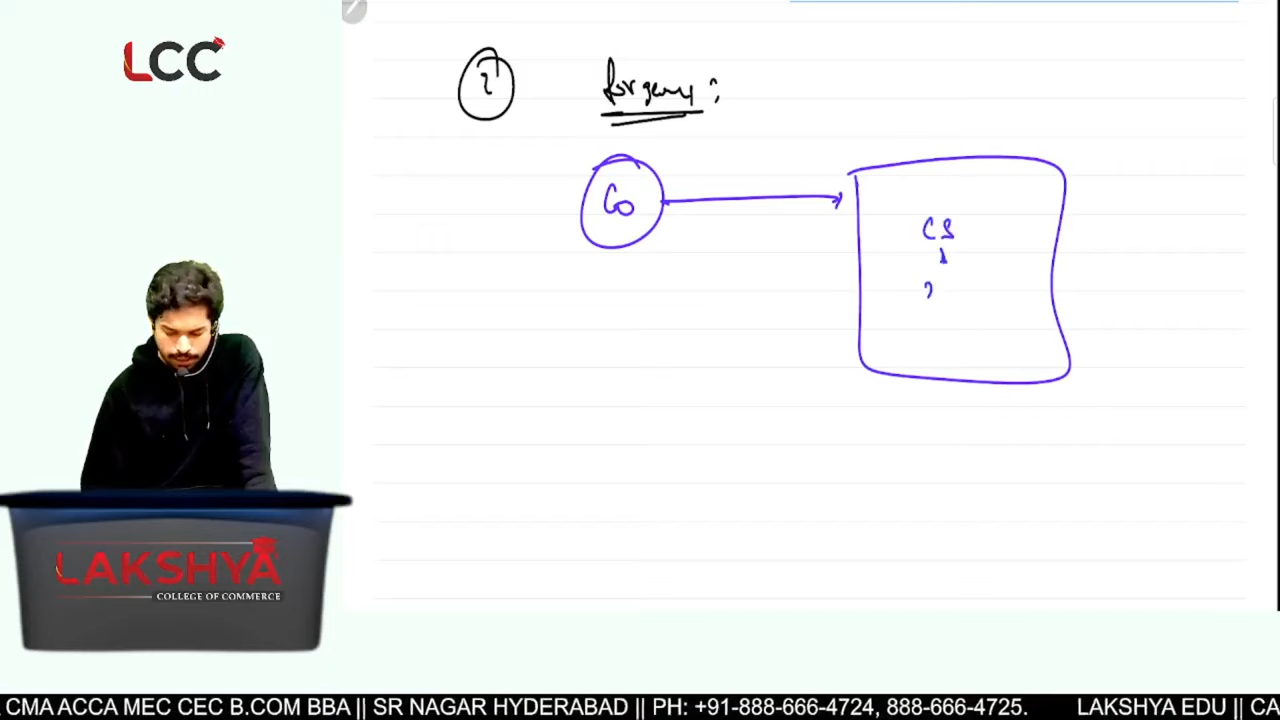 LCC
2
forgery:
Co
CS
LAKSHYA
COLLEGE OF COMMERCE
CMA ACCA MEC CEC B.COM BBA || SR NAGAR HYDERABAD || PH: +91-888-666-4724, 888-666-4725. LAKSHYA EDU || CA